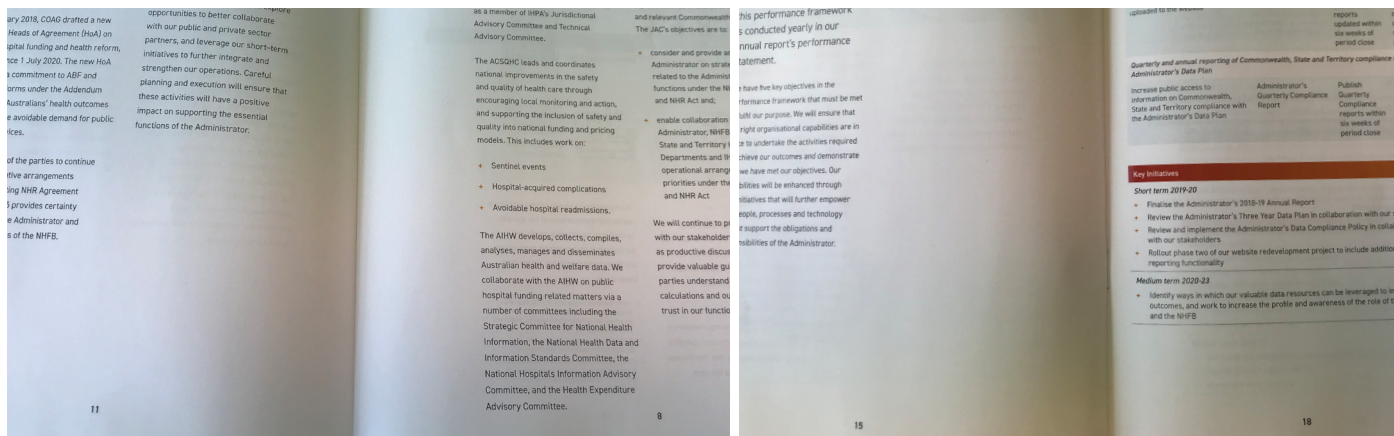 ary 2018, COAG drafted a new
Heads of Agreement (HoA) on
spital funding and health reform,
nce 1 July 2020. The new HoA
commitment to ABF and
orms under the Addendum
Australians' health outcomes
e avoidable demand for public
ices.
of the parties to continue
tive arrangements
ing NHR Agreement
provides certainty
e Administrator and
s of the NHFB.
opportunities to better collaborate
with our public and private sector
partners, and leverage our short-term
initiatives to further integrate and
strengthen our operations. Careful
planning and execution will ensure that
these activities will have a positive
impact on supporting the essential
functions of the Administrator.
11
as a member of IHPA's Jurisdictional
Advisory Committee and Technical
Advisory Committee.
The ACSQHC leads and coordinates
national improvements in the safety
and quality of health care through
encouraging local monitoring and action,
and supporting the inclusion of safety and
quality into national funding and pricing
models. This includes work on:
+ Sentinel events
+ Hospital-acquired complications
+ Avoidable hospital readmissions.
The AIHW develops, collects, compiles,
analyses, manages and disseminates
Australian health and welfare data. We
collaborate with the AIHW on public
hospital funding related matters via a
number of committees including the
Strategic Committee for National Health
Information, the National Health Data and
Information Standards Committee, the
National Hospitals Information Advisory
Committee, and the Health Expenditure
Advisory Committee.
and relevant Commonwealth
The JAC's objectives are to:
+ consider and provide a
Administrator on strat
related to the Adminis
functions under the N
and NHR Act and;
+ enable collaboration
Administrator, NHFB
State and Territory
Departments and I
operational arrang
priorities under th
and NHR Act
We will continue to p
with our stakeholder
as productive discus
provide valuable gu
parties understand
calculations and ou
trust in our functio
8
this performance framework
s conducted yearly in our
nnual report's performance
tatement.
have five key objectives in the
rformance framework that must be met
ulfil our purpose. We will ensure that
right organisational capabilities are in
e to undertake the activities required
chieve our outcomes and demonstrate
we have met our objectives. Our
bilities will be enhanced through
itiatives that will further empower
eople, processes and technology
support the obligations and
nsibilities of the Administrator.
15
uploaded to the website
reports
updated within
six weeks of
period close
Quarterly and annual reporting of Commonwealth, State and Territory compliance
Administrator's Data Plan
Increase public access to
information on Commonwealth,
State and Territory compliance with
the Administrator's Data Plan
Administrator's
Quarterly Compliance
Report
Publish
Quarterly
Compliance
reports within
six weeks of
period close
Key Initiatives
Short term 2019-20
+ Finalise the Administrator's 2018-19 Annual Report
+ Review the Administrator's Three Year Data Plan in collaboration with our
+ Review and implement the Administrator's Data Compliance Policy in colla
with our stakeholders
+ Rollout phase two of our website redevelopment project to include additio
reporting functionality
Medium term 2020-23
+ Identify ways in which our valuable data resources can be leveraged to i
outcomes, and work to increase the profile and awareness of the role of t
and the NHFB
18